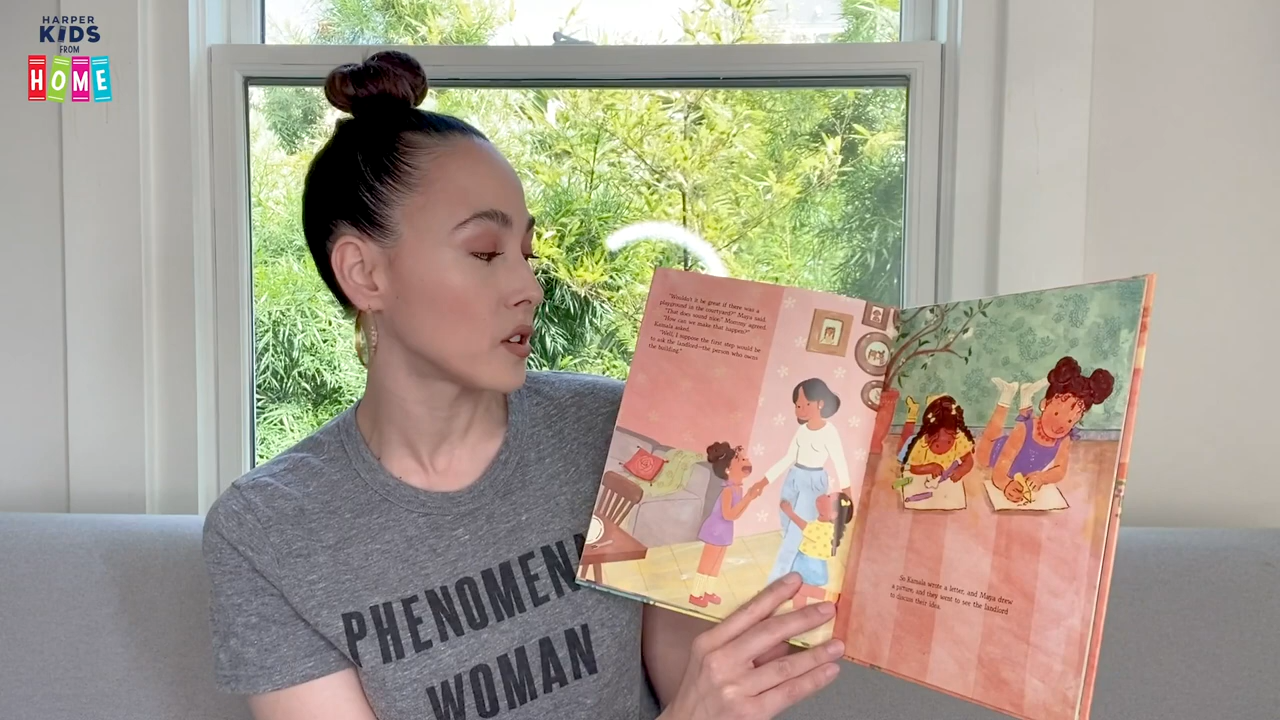 HARPER
KIDS
FROM
HOME
"Wouldn't it be great if there was a
playground in the courtyard?" Maya said.
"That does sound nice," Mommy agreed.
"How can we make that happen?"
Kamala asked.
"Well, I suppose the first step would be
to ask the landlord—the person who owns
the building."
So Kamala wrote a letter, and Maya drew
a picture, and they went to see the landlord
to discuss their idea.
PHENOMEN
WOMAN